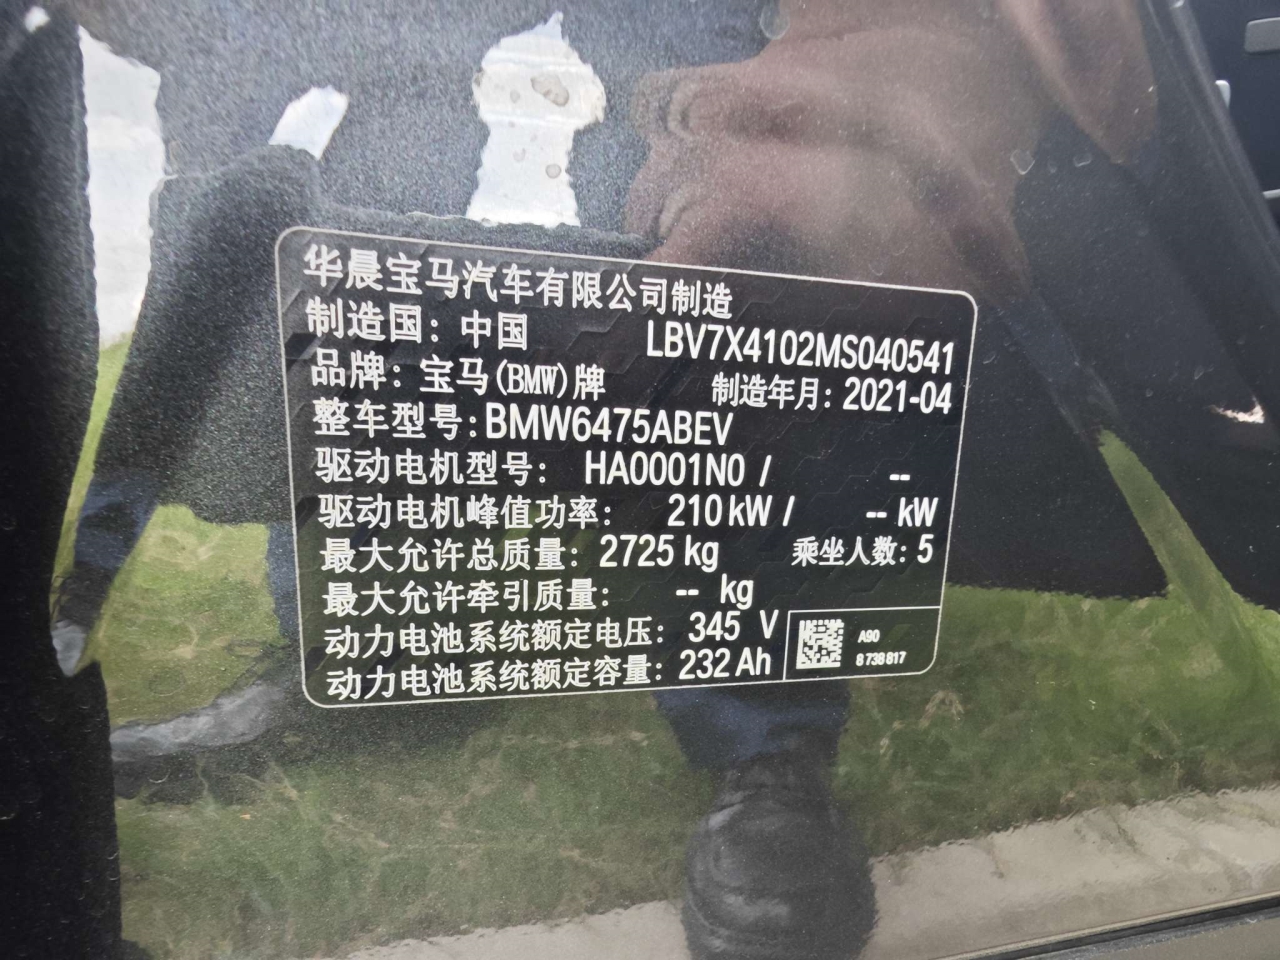 华晨宝马汽车有限公司制造
制造国：中国 LBV7X4102MS040541
品牌：宝马(BMW)牌 制造年月：2021-04
整车型号：BMW6475ABEV
驱动电机型号： HA0001N0 / --
驱动电机峰值功率： 210 kW / -- kW
最大允许总质量： 2725 kg 乘坐人数：5
最大允许牵引质量： -- kg
动力电池系统额定电压： 345 V
动力电池系统额定容量： 232 Ah
A90
8 738 817